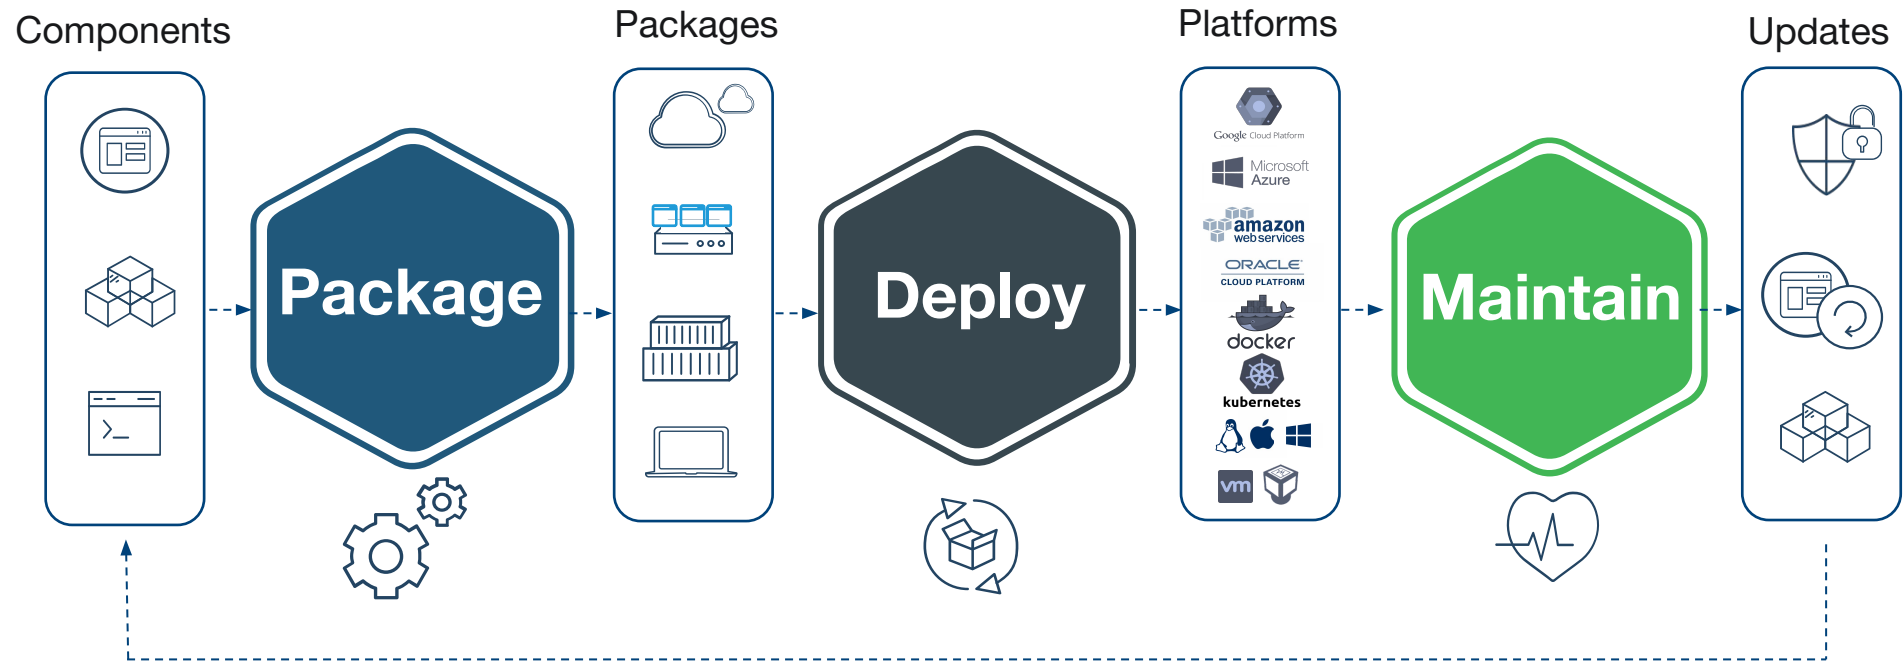 Components
Packages
Platforms
Updates
Package
Deploy
Maintain
Google Cloud Platform
Microsoft
Azure
amazon
web services
ORACLE
CLOUD PLATFORM
docker
kubernetes
vm
>_